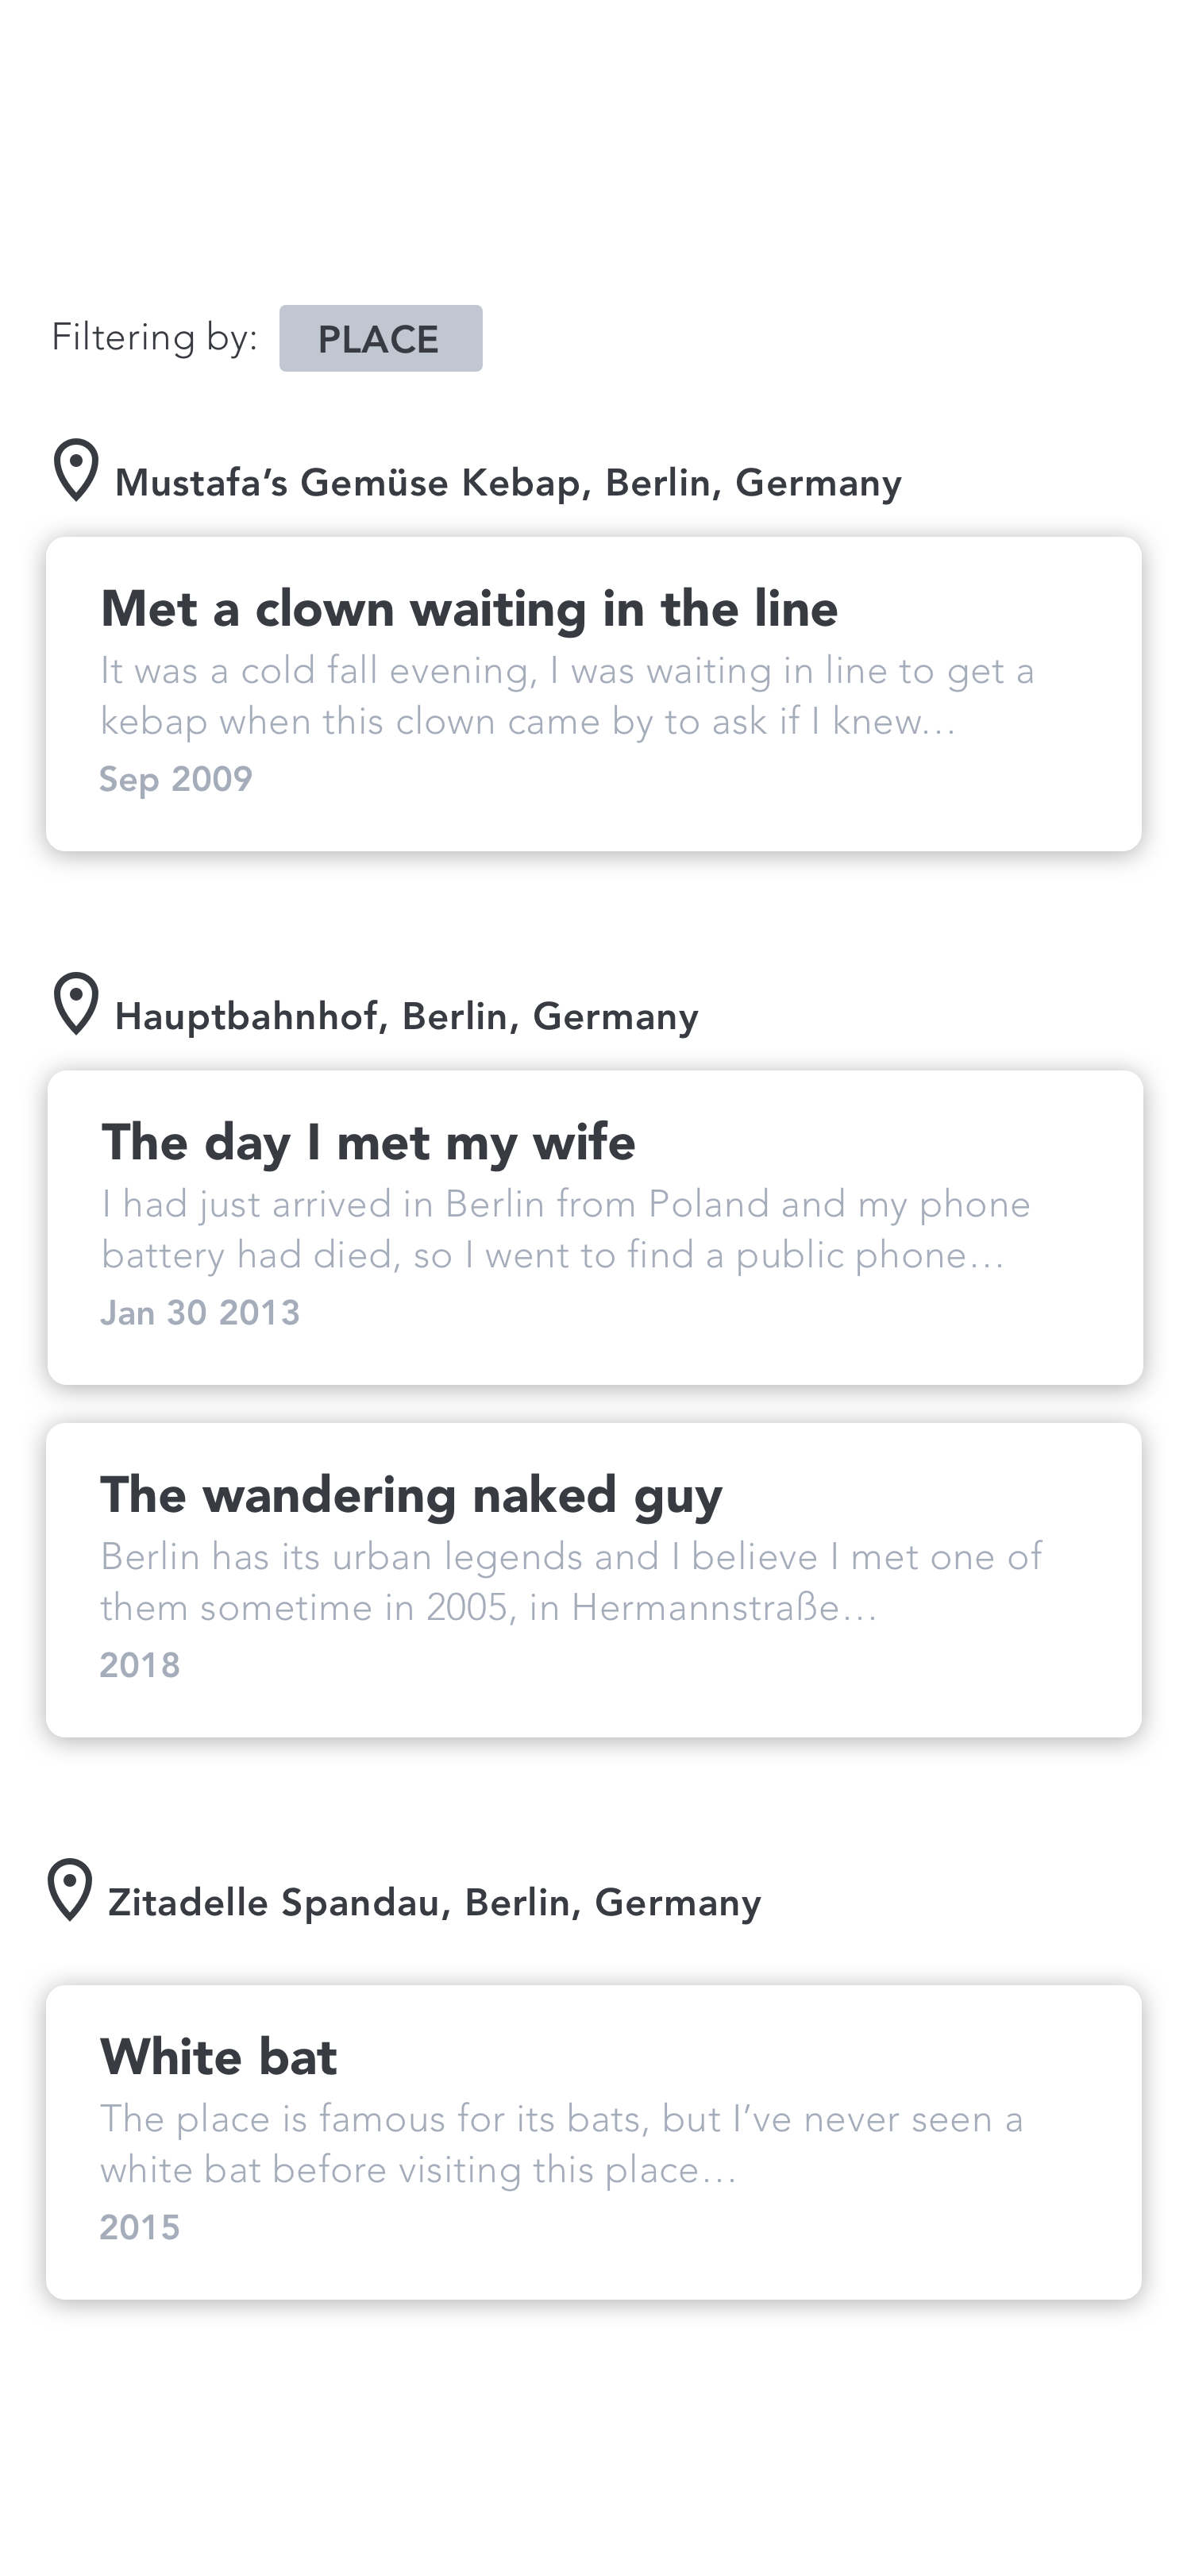 Filtering by: PLACE
Mustafa’s Gemüse Kebap, Berlin, Germany
Met a clown waiting in the line
It was a cold fall evening, I was waiting in line to get a
kebap when this clown came by to ask if I knew...
Sep 2009
Hauptbahnhof, Berlin, Germany
The day I met my wife
I had just arrived in Berlin from Poland and my phone
battery had died, so I went to find a public phone...
Jan 30 2013
The wandering naked guy
Berlin has its urban legends and I believe I met one of
them sometime in 2005, in Hermannstraße...
2018
Zitadelle Spandau, Berlin, Germany
White bat
The place is famous for its bats, but I’ve never seen a
white bat before visiting this place...
2015